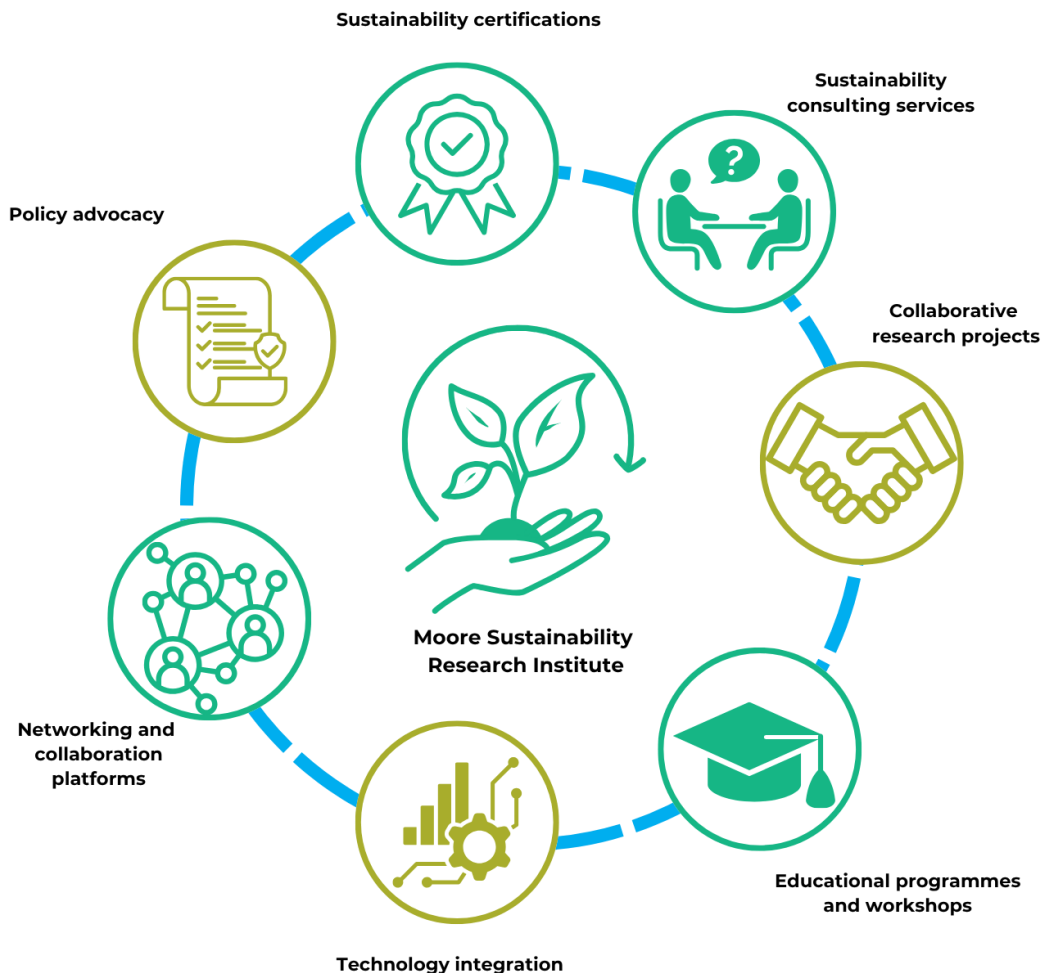 Sustainability certifications
Sustainability
consulting services
Policy advocacy
Collaborative
research projects
?
Moore Sustainability
Research Institute
Networking and
collaboration
platforms
Educational programmes
and workshops
Technology integration